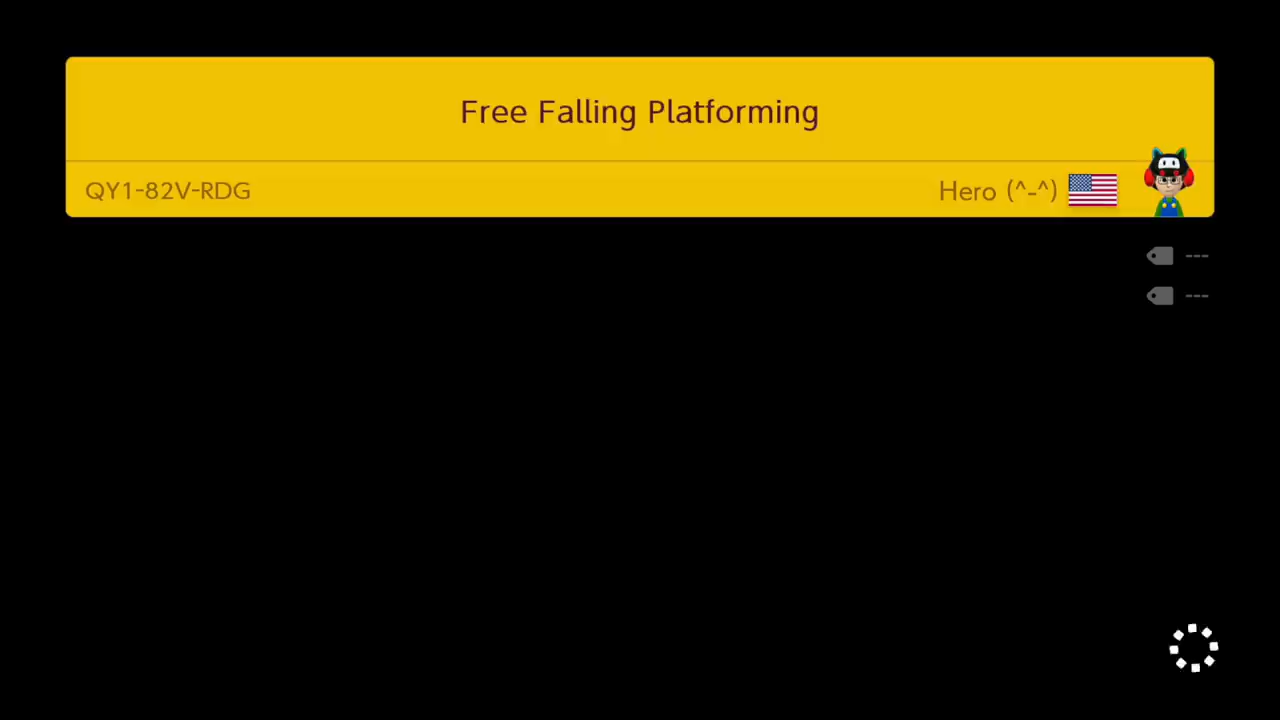 Free Falling Platforming
QY1-82V-RDG
Hero (^-^)
---
---